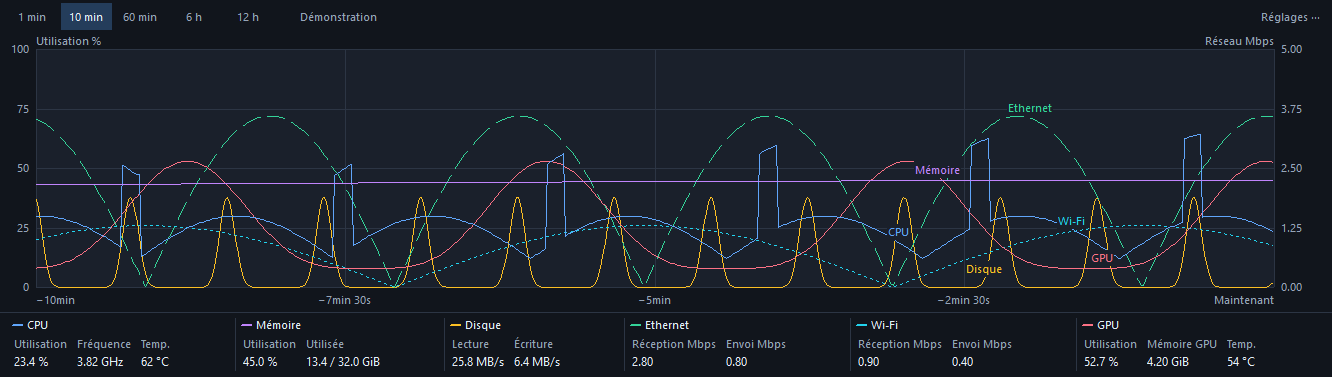 1 min 10 min 60 min 6 h 12 h Démonstration Réglages ···
Utilisation % Réseau Mbps
100 5.00
75 3.75
Ethernet
50 2.50
Mémoire
25 1.25
Wi-Fi
CPU
GPU
Disque
0 0.00
−10min −7min 30s −5min −2min 30s Maintenant
CPU Mémoire Disque Ethernet Wi-Fi GPU
Utilisation Fréquence Temp. Utilisation Utilisée Lecture Écriture Réception Mbps Envoi Mbps Réception Mbps Envoi Mbps Utilisation Mémoire GPU Temp.
23.4 % 3.82 GHz 62 °C 45.0 % 13.4 / 32.0 GiB 25.8 MB/s 6.4 MB/s 2.80 0.80 0.90 0.40 52.7 % 4.20 GiB 54 °C